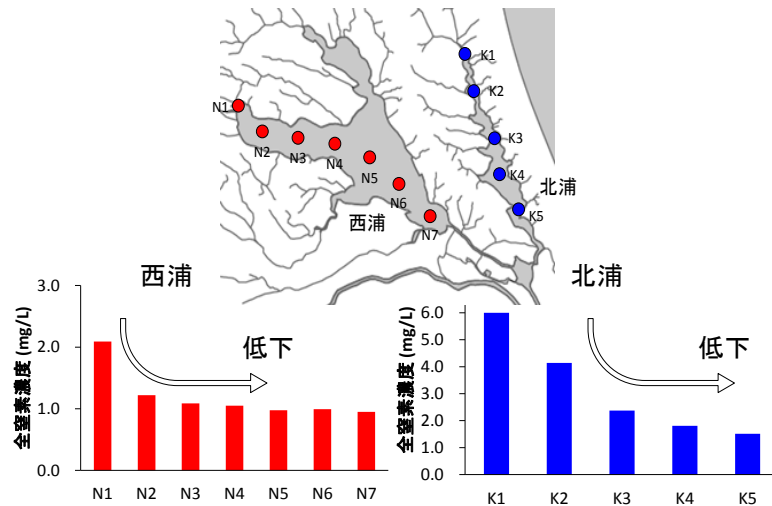 K1
K2
N1
N2
N3
N4
K3
N5
K4
N6
北浦
西浦
K5
N7
西浦
北浦
全窒素濃度 (mg/L)
3.0
2.0
1.0
0.0
低下
N1 N2 N3 N4 N5 N6 N7
全窒素濃度 (mg/L)
6.0
5.0
4.0
3.0
2.0
1.0
0.0
低下
K1 K2 K3 K4 K5